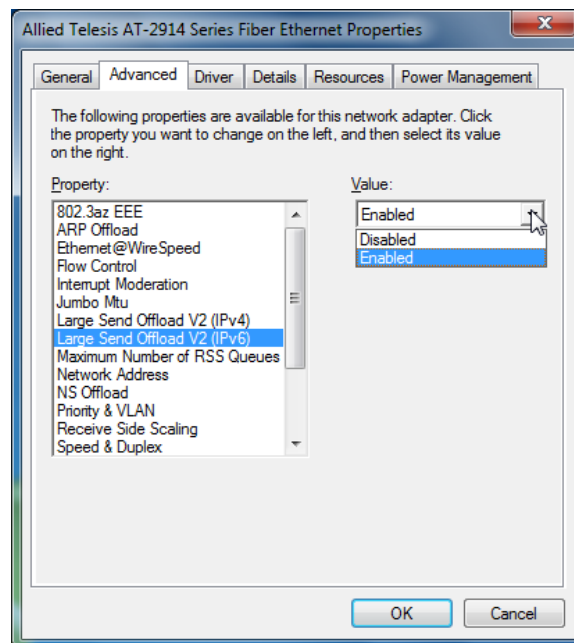 Allied Telesis AT-2914 Series Fiber Ethernet Properties
General Advanced Driver Details Resources Power Management
The following properties are available for this network adapter. Click
the property you want to change on the left, and then select its value
on the right.
Property:
802.3az EEE
ARP Offload
Ethernet@WireSpeed
Flow Control
Interrupt Moderation
Jumbo Mtu
Large Send Offload V2 (IPv4)
Large Send Offload V2 (IPv6)
Maximum Number of RSS Queues
Network Address
NS Offload
Priority & VLAN
Receive Side Scaling
Speed & Duplex
Value:
Enabled
Disabled
Enabled
OK Cancel